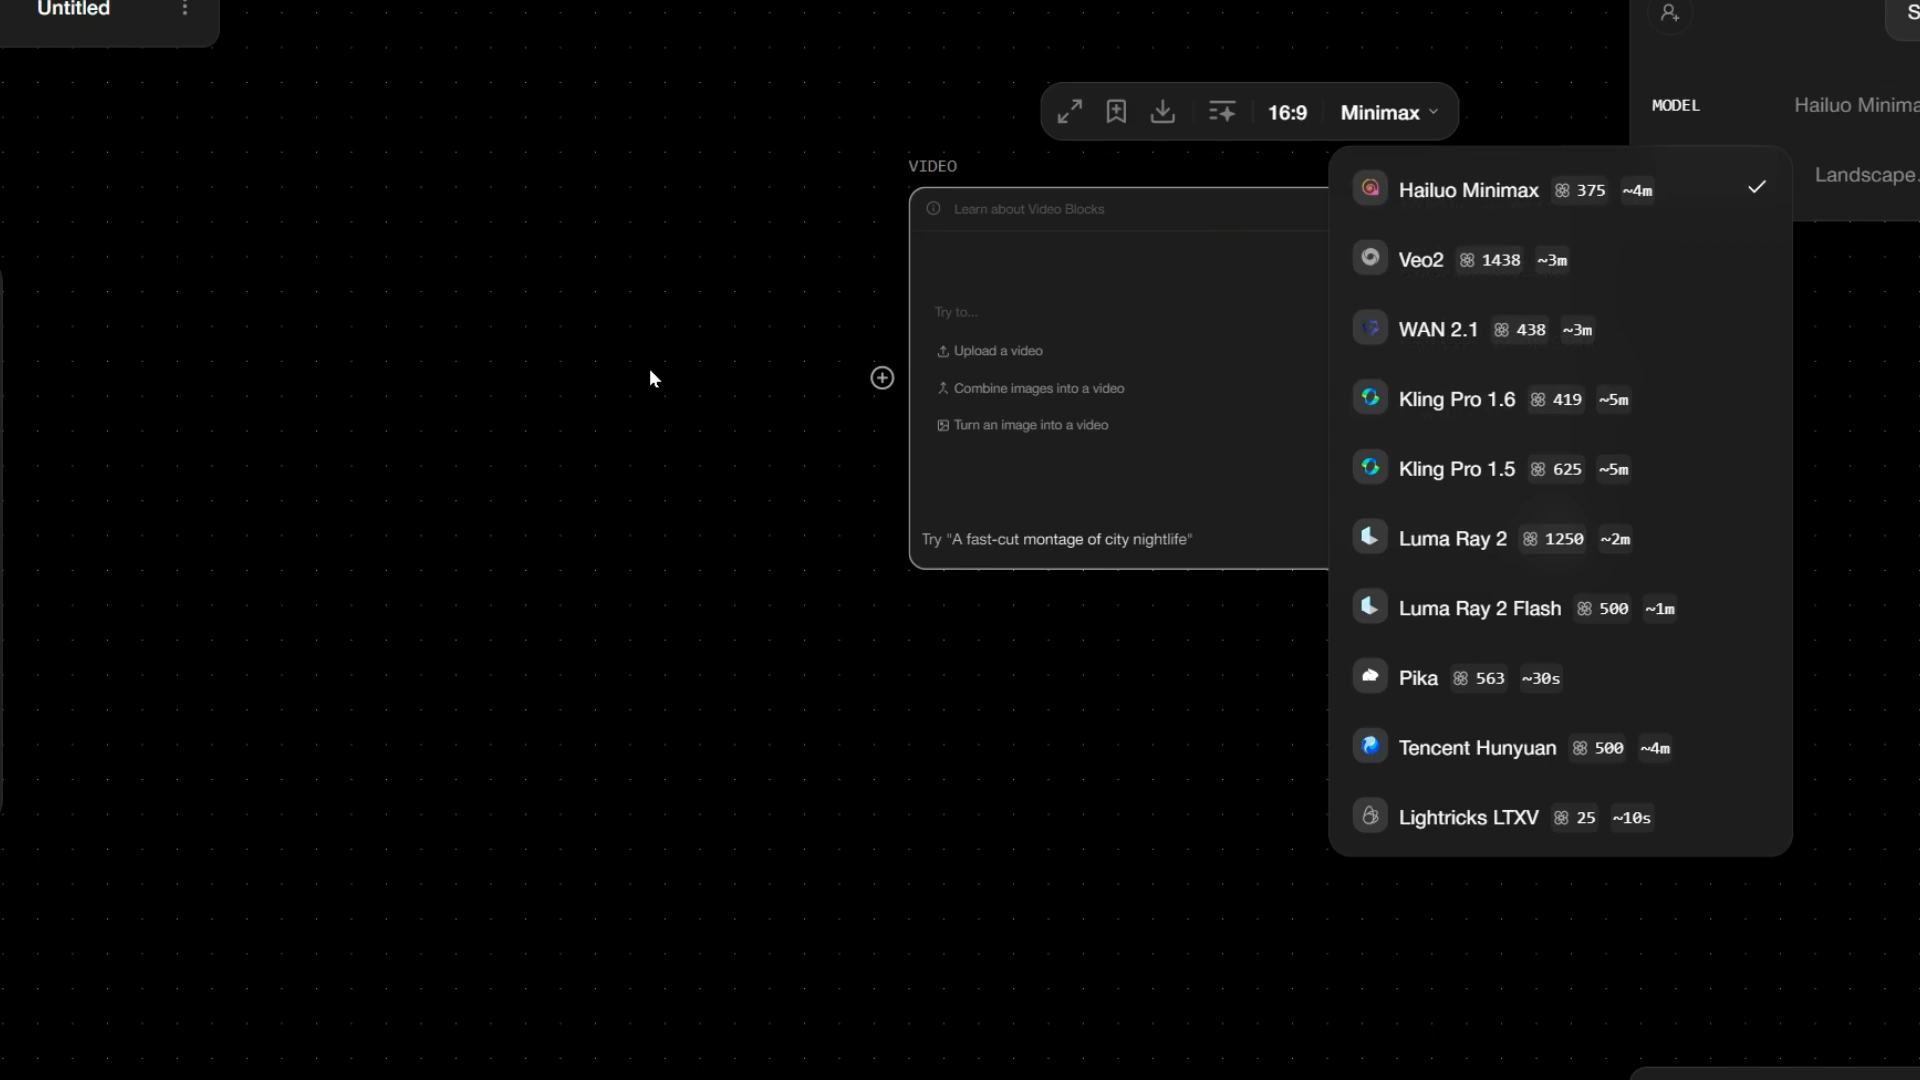 Untitled
S
MODEL
Hailuo Minima
Landscape.
16:9
Minimax
VIDEO
Learn about Video Blocks
Try to...
Upload a video
Combine images into a video
Turn an image into a video
Try "A fast-cut montage of city nightlife"
Hailuo Minimax 375 ~4m
Veo2 1438 ~3m
WAN 2.1 438 ~3m
Kling Pro 1.6 419 ~5m
Kling Pro 1.5 625 ~5m
Luma Ray 2 1250 ~2m
Luma Ray 2 Flash 500 ~1m
Pika 563 ~30s
Tencent Hunyuan 500 ~4m
Lightricks LTXV 25 ~10s